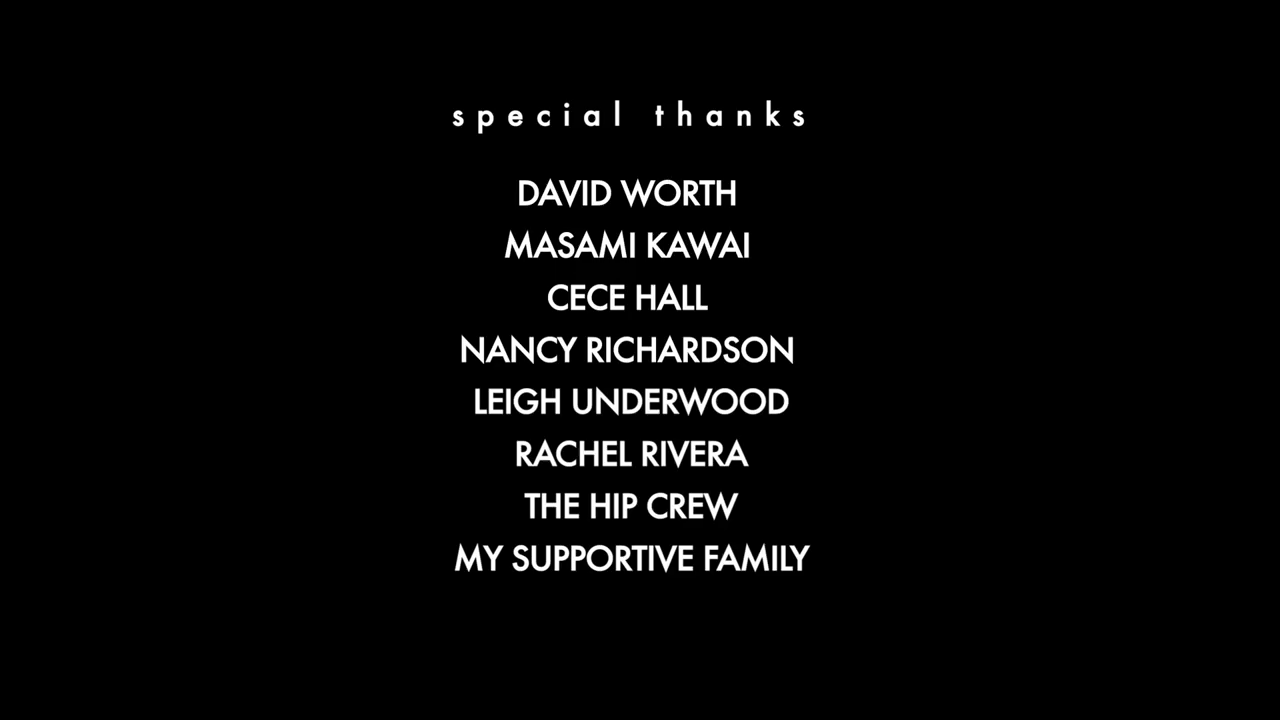 special thanks
DAVID WORTH
MASAMI KAWAI
CECE HALL
NANCY RICHARDSON
LEIGH UNDERWOOD
RACHEL RIVERA
THE HIP CREW
MY SUPPORTIVE FAMILY